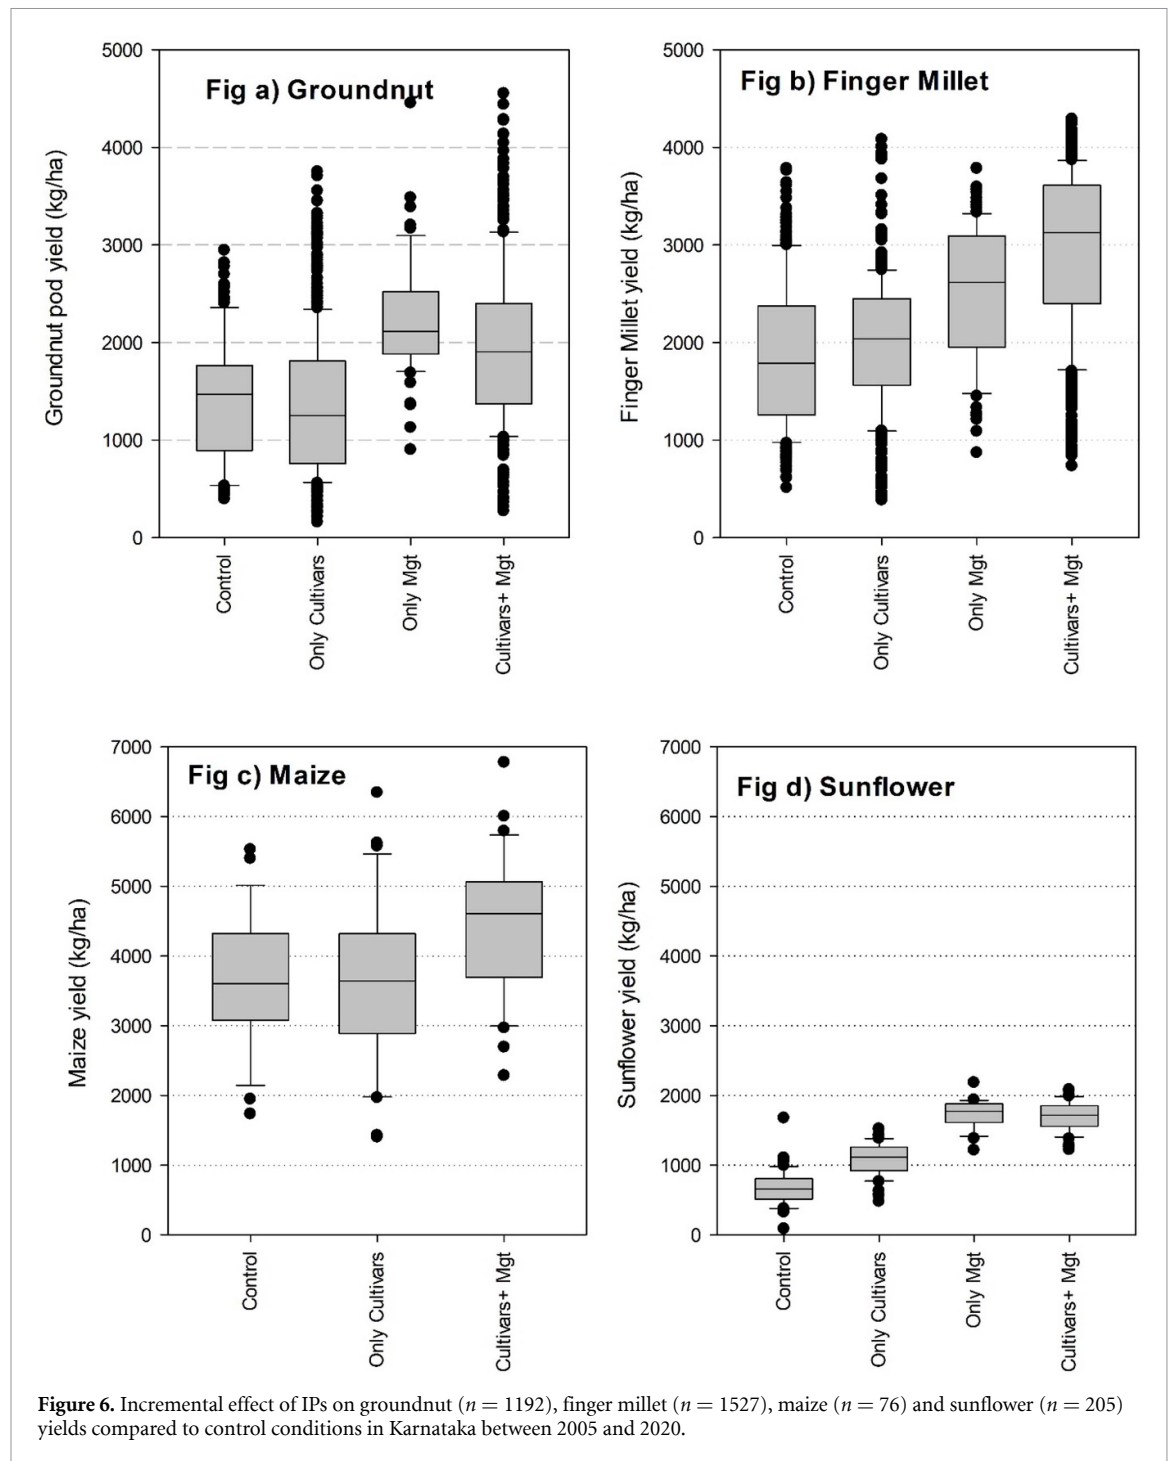 Fig a) Groundnut
Groundnut pod yield (kg/ha)
5000
4000
3000
2000
1000
0
Control
Only Cultivars
Only Mgt
Cultivars+ Mgt
Fig b) Finger Millet
Finger Millet yield (kg/ha)
5000
4000
3000
2000
1000
0
Control
Only Cultivars
Only Mgt
Cultivars+ Mgt
Fig c) Maize
Maize yield (kg/ha)
7000
6000
5000
4000
3000
2000
1000
0
Control
Only Cultivars
Cultivars+ Mgt
Fig d) Sunflower
Sunflower yield (kg/ha)
7000
6000
5000
4000
3000
2000
1000
0
Control
Only Cultivars
Only Mgt
Cultivars+ Mgt
Figure 6. Incremental effect of IPs on groundnut (n = 1192), finger millet (n = 1527), maize (n = 76) and sunflower (n = 205)
yields compared to control conditions in Karnataka between 2005 and 2020.